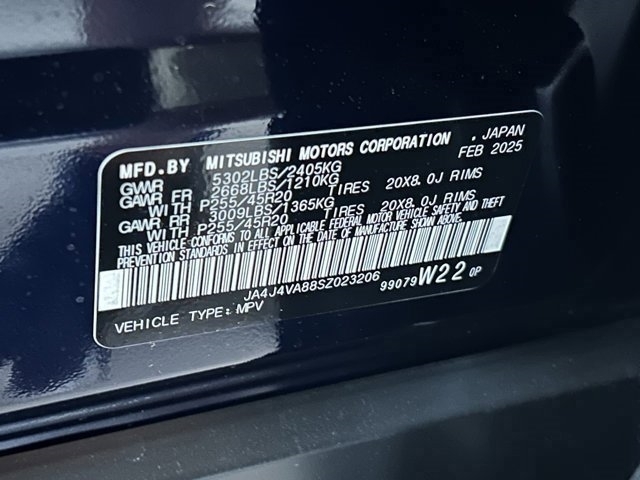 MFD.BY MITSUBISHI MOTORS CORPORATION . JAPAN
GVWR 5302LBS/2405KG FEB 2025
GAWR FR 2668LBS/1210KG
WITH P255/45R20 TIRES 20X8.0J RIMS
GAWR RR 3009LBS/1365KG
WITH P255/45R20 TIRES 20X8.0J RIMS
THIS VEHICLE CONFORMS TO ALL APPLICABLE FEDERAL MOTOR VEHICLE SAFETY AND THEFT
PREVENTION STANDARDS IN EFFECT ON THE DATE OF MANUFACTURE SHOWN ABOVE.
JA4J4VA88SZ023206
99079 W22 0P
VEHICLE TYPE: MPV